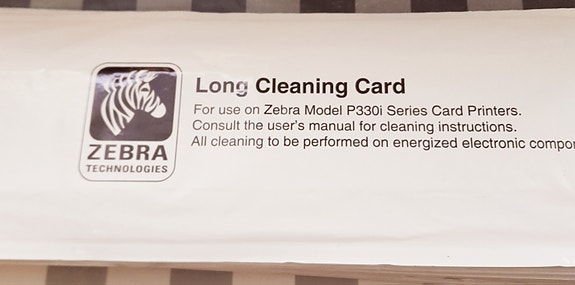 Long Cleaning Card
For use on Zebra Model P330i Series Card Printers.
Consult the user's manual for cleaning instructions.
All cleaning to be performed on energized electronic
ZEBRA
TECHNOLOGIES